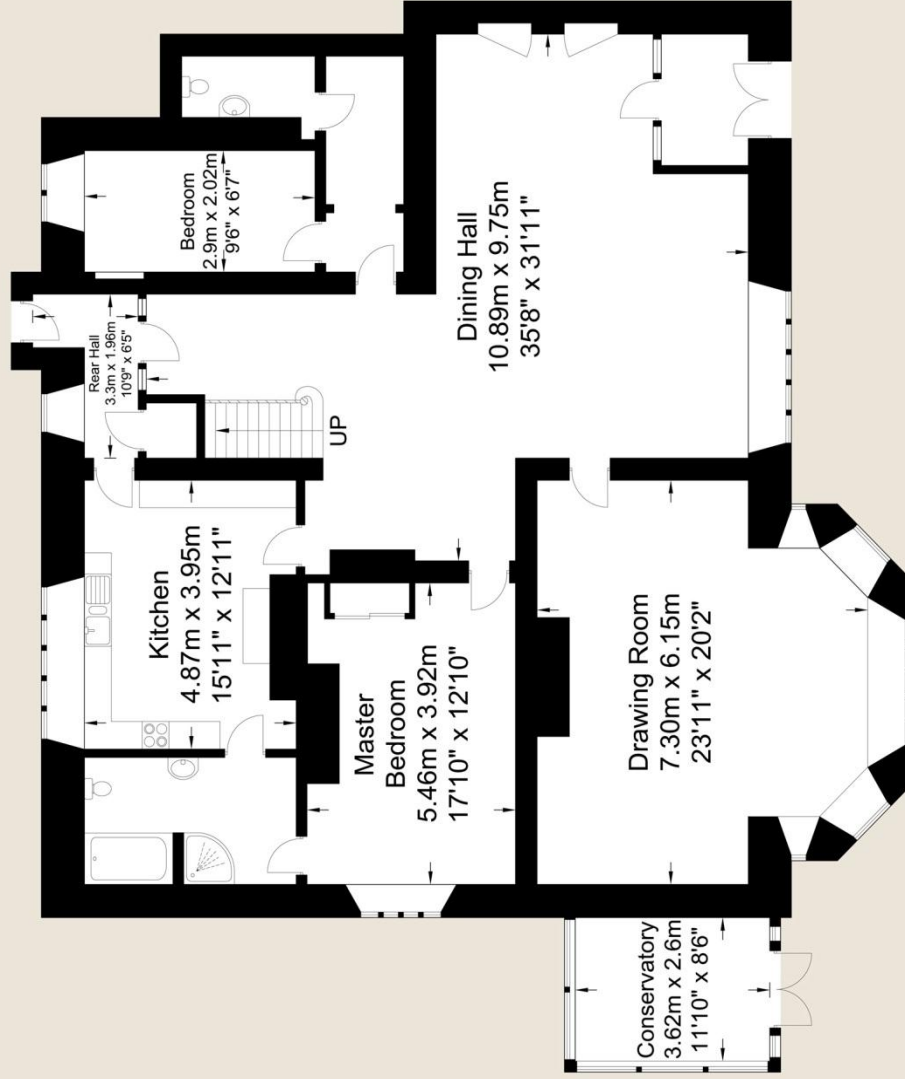 Bedroom
2.9m x 2.02m
9'6" x 6'7"
Rear Hall
3.3m x 1.96m
10'9" x 6'5"
Dining Hall
10.89m x 9.75m
35'8" x 31'11"
UP
Kitchen
4.87m x 3.95m
15'11" x 12'11"
Master
Bedroom
5.46m x 3.92m
17'10" x 12'10"
Drawing Room
7.30m x 6.15m
23'11" x 20'2"
Conservatory
3.62m x 2.6m
11'10" x 8'6"